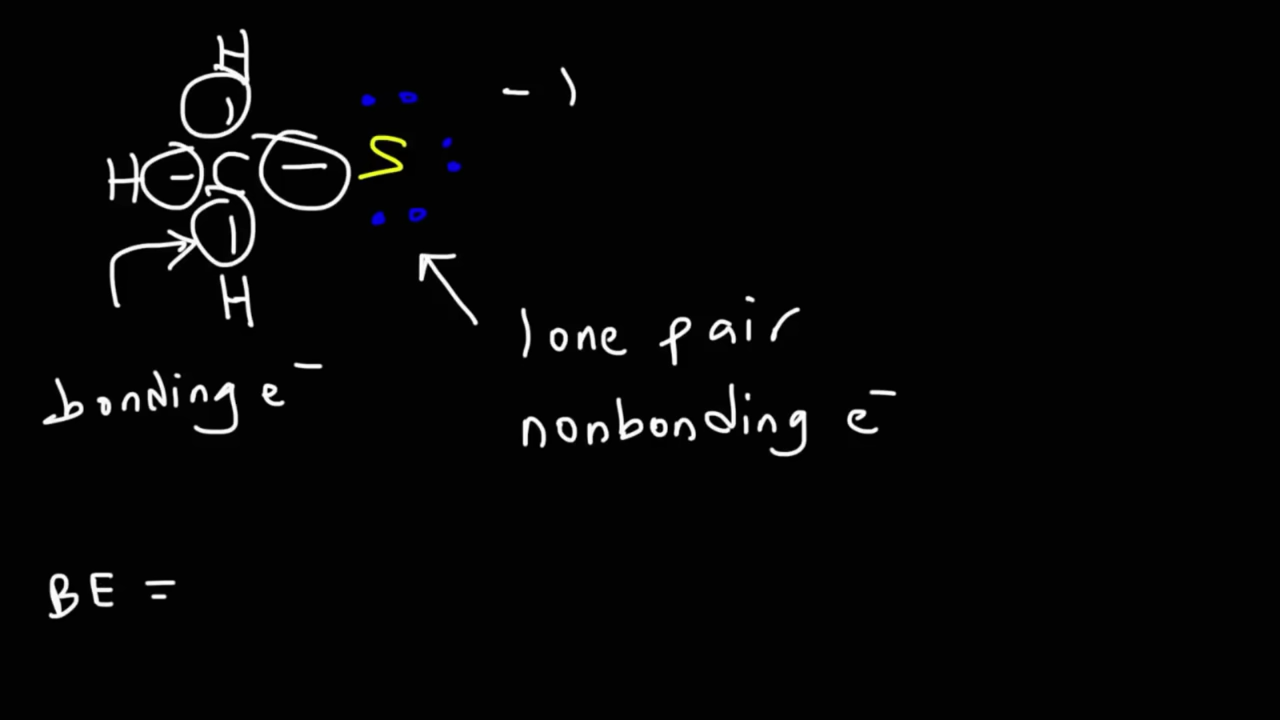 H
- 1
H - C - S
H
lone pair
bonding e⁻
nonbonding e⁻
BE =